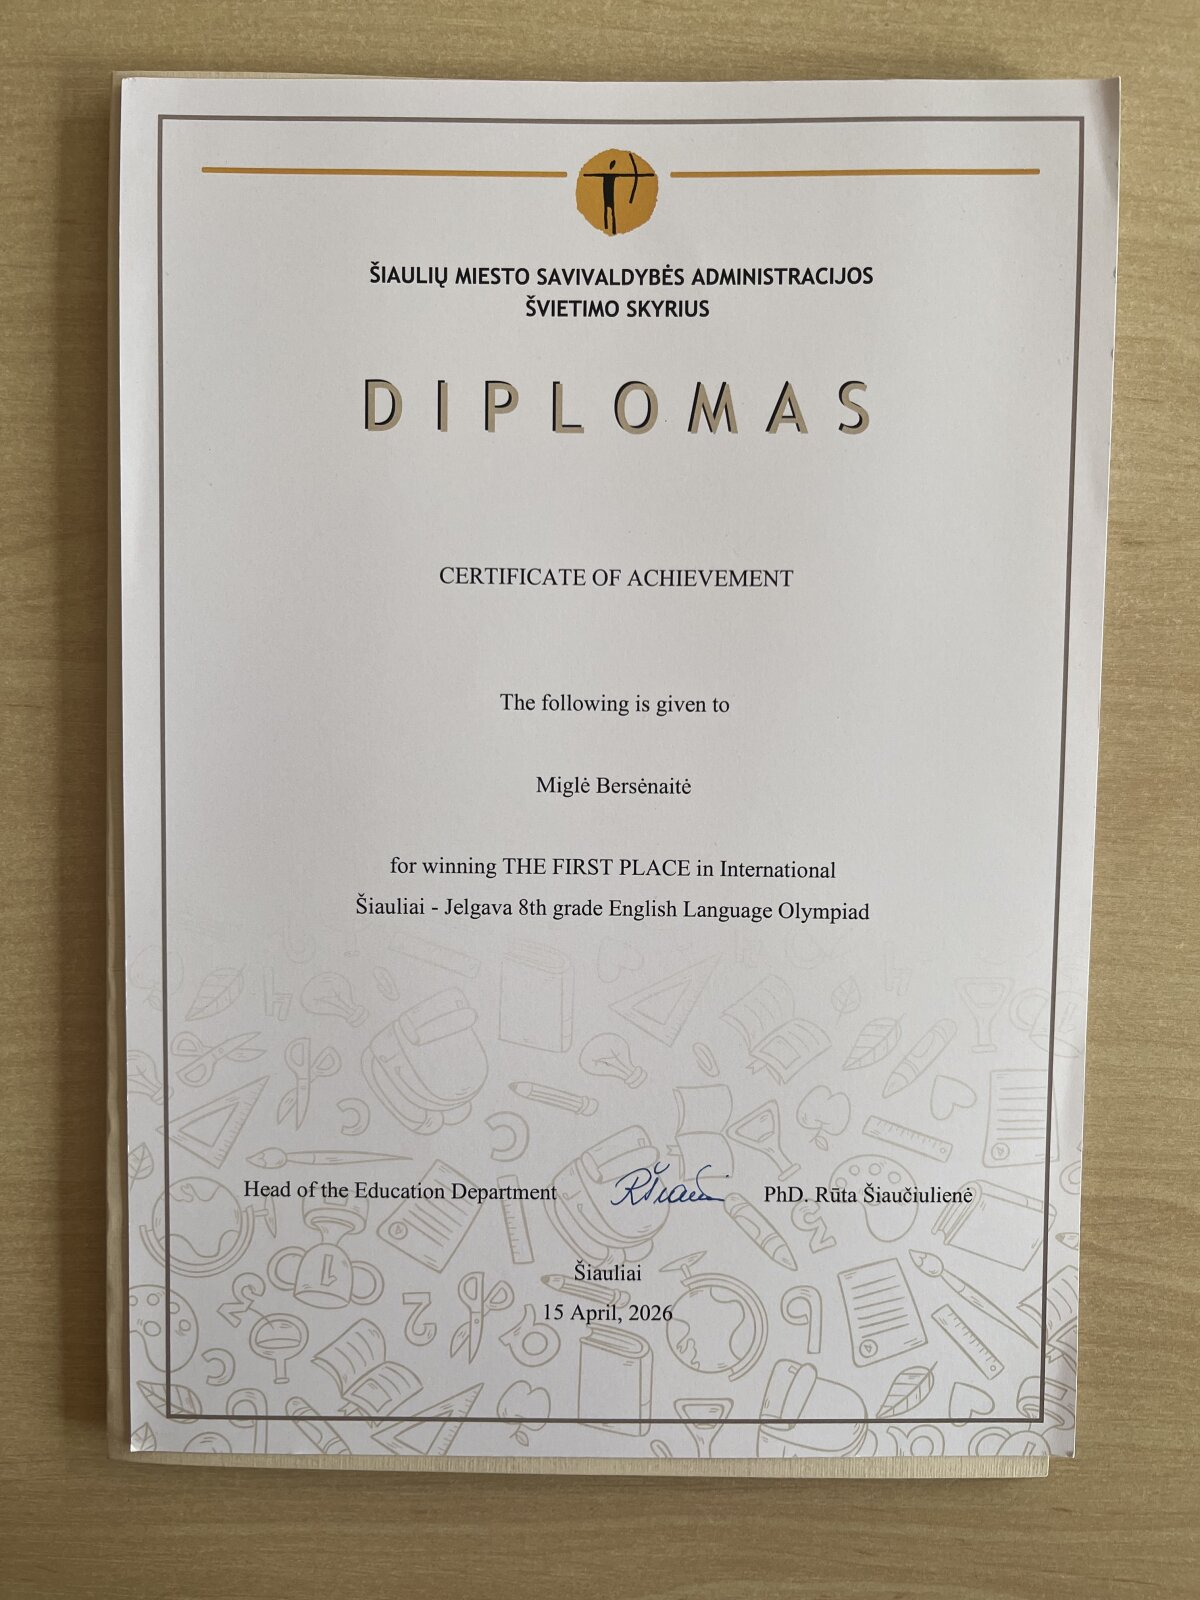 ŠIAULIŲ MIESTO SAVIVALDYBĖS ADMINISTRACIJOS
ŠVIETIMO SKYRIUS
DIPLOMAS
CERTIFICATE OF ACHIEVEMENT
The following is given to
Miglė Bersėnaitė
for winning THE FIRST PLACE in International
Šiauliai - Jelgava 8th grade English Language Olympiad
Head of the Education Department PhD. Rūta Šiaučiulienė
Šiauliai
15 April, 2026